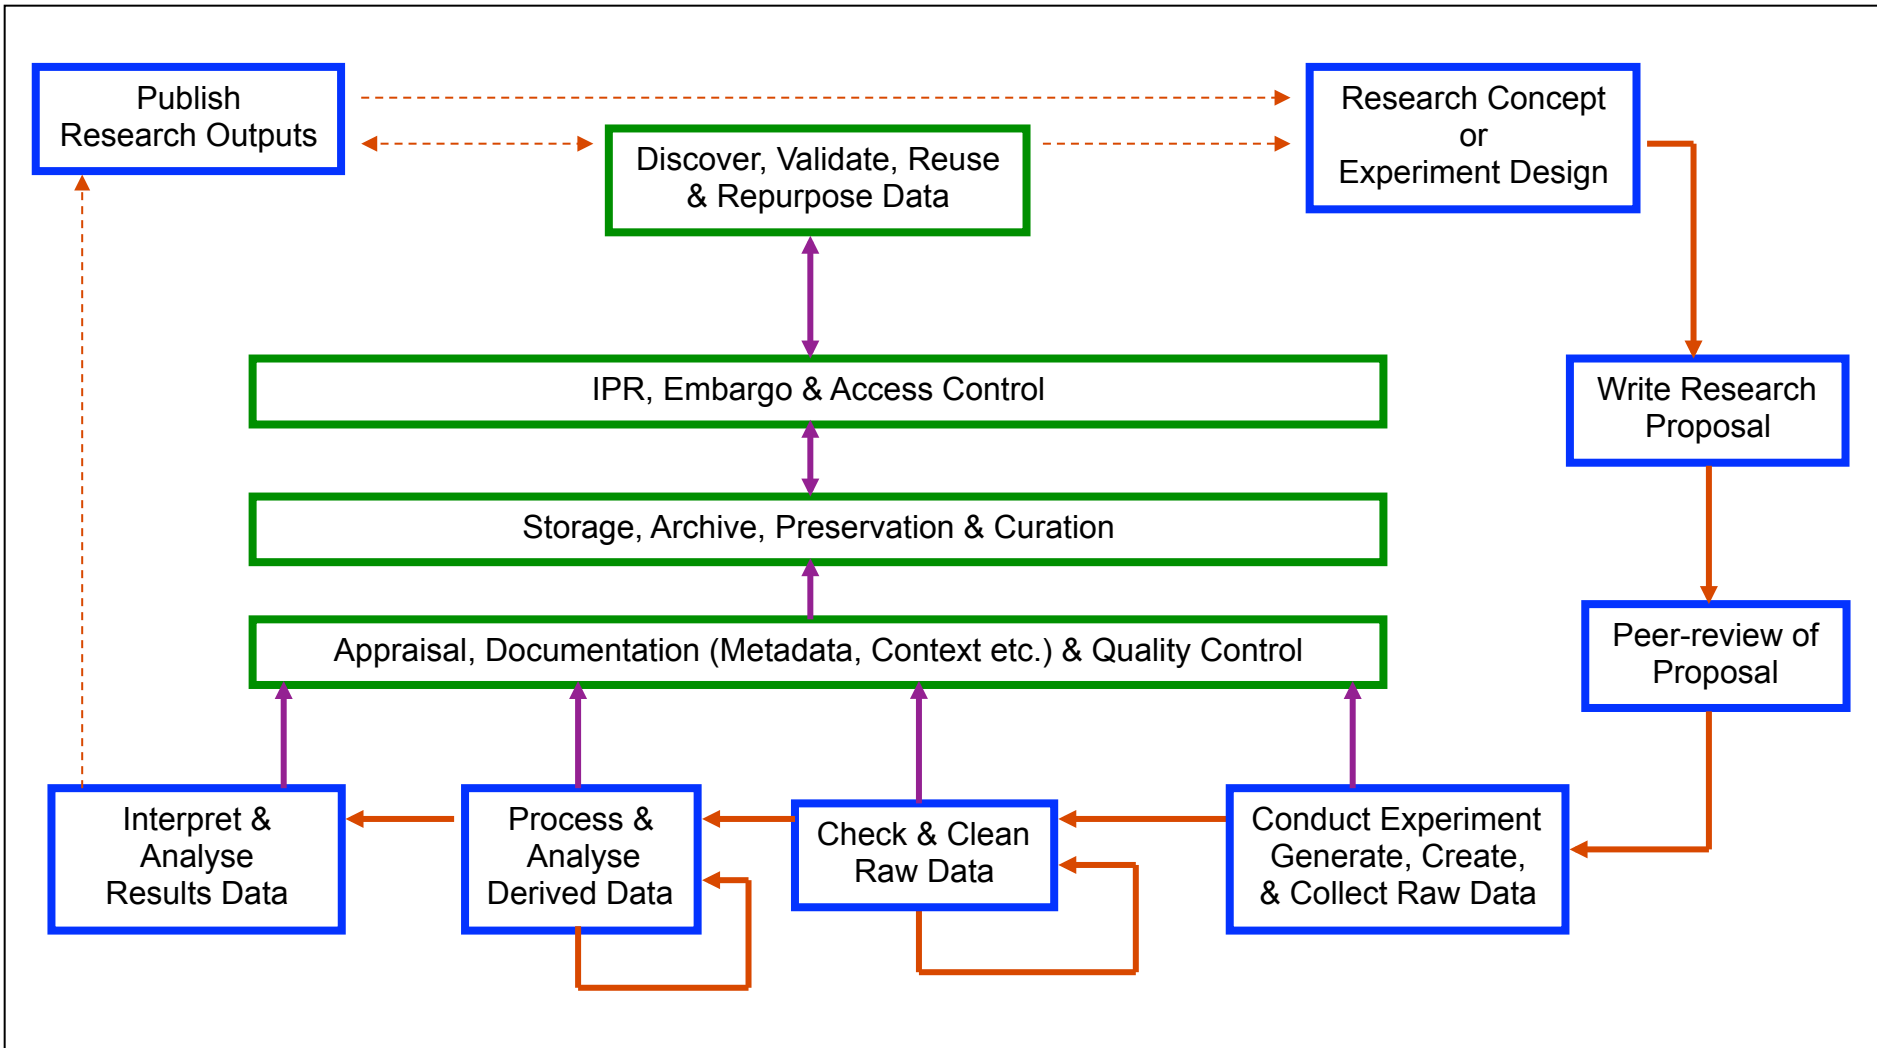 Publish
Research Outputs
Research Concept
or
Experiment Design
Discover, Validate, Reuse
& Repurpose Data
IPR, Embargo & Access Control
Write Research
Proposal
Storage, Archive, Preservation & Curation
Appraisal, Documentation (Metadata, Context etc.) & Quality Control
Peer-review of
Proposal
Interpret &
Analyse
Results Data
Process &
Analyse
Derived Data
Check & Clean
Raw Data
Conduct Experiment
Generate, Create,
& Collect Raw Data